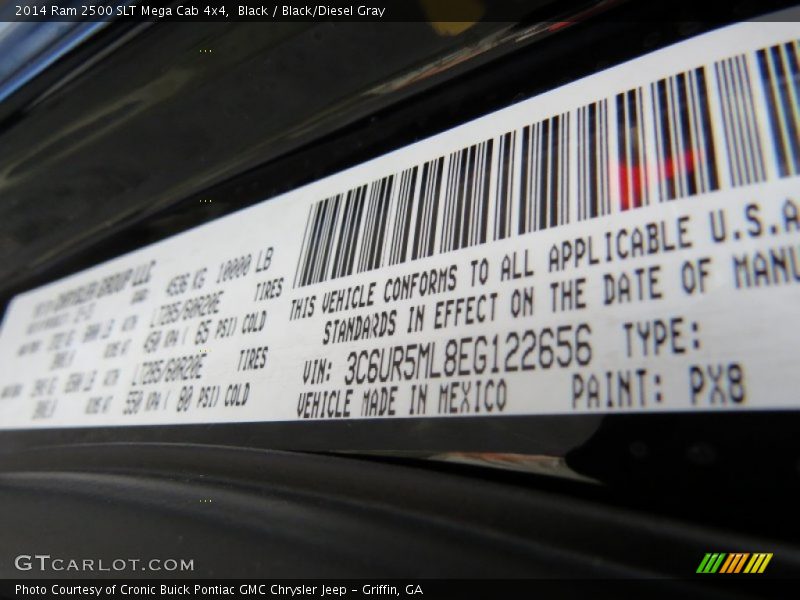 2014 Ram 2500 SLT Mega Cab 4x4,  Black / Black/Diesel Gray
CHRYSLER GROUP LLC
4536 KG 10000 LB
LT285/60R20E TIRES
450 KPA ( 65 PSI) COLD
LT285/60R20E TIRES
550 KPA ( 80 PSI) COLD
THIS VEHICLE CONFORMS TO ALL APPLICABLE U.S.A
STANDARDS IN EFFECT ON THE DATE OF MANU
VIN: 3C6UR5ML8EG122656 TYPE:
VEHICLE MADE IN MEXICO PAINT: PX8
GTCARLOT.COM
Photo Courtesy of Cronic Buick Pontiac GMC Chrysler Jeep - Griffin, GA